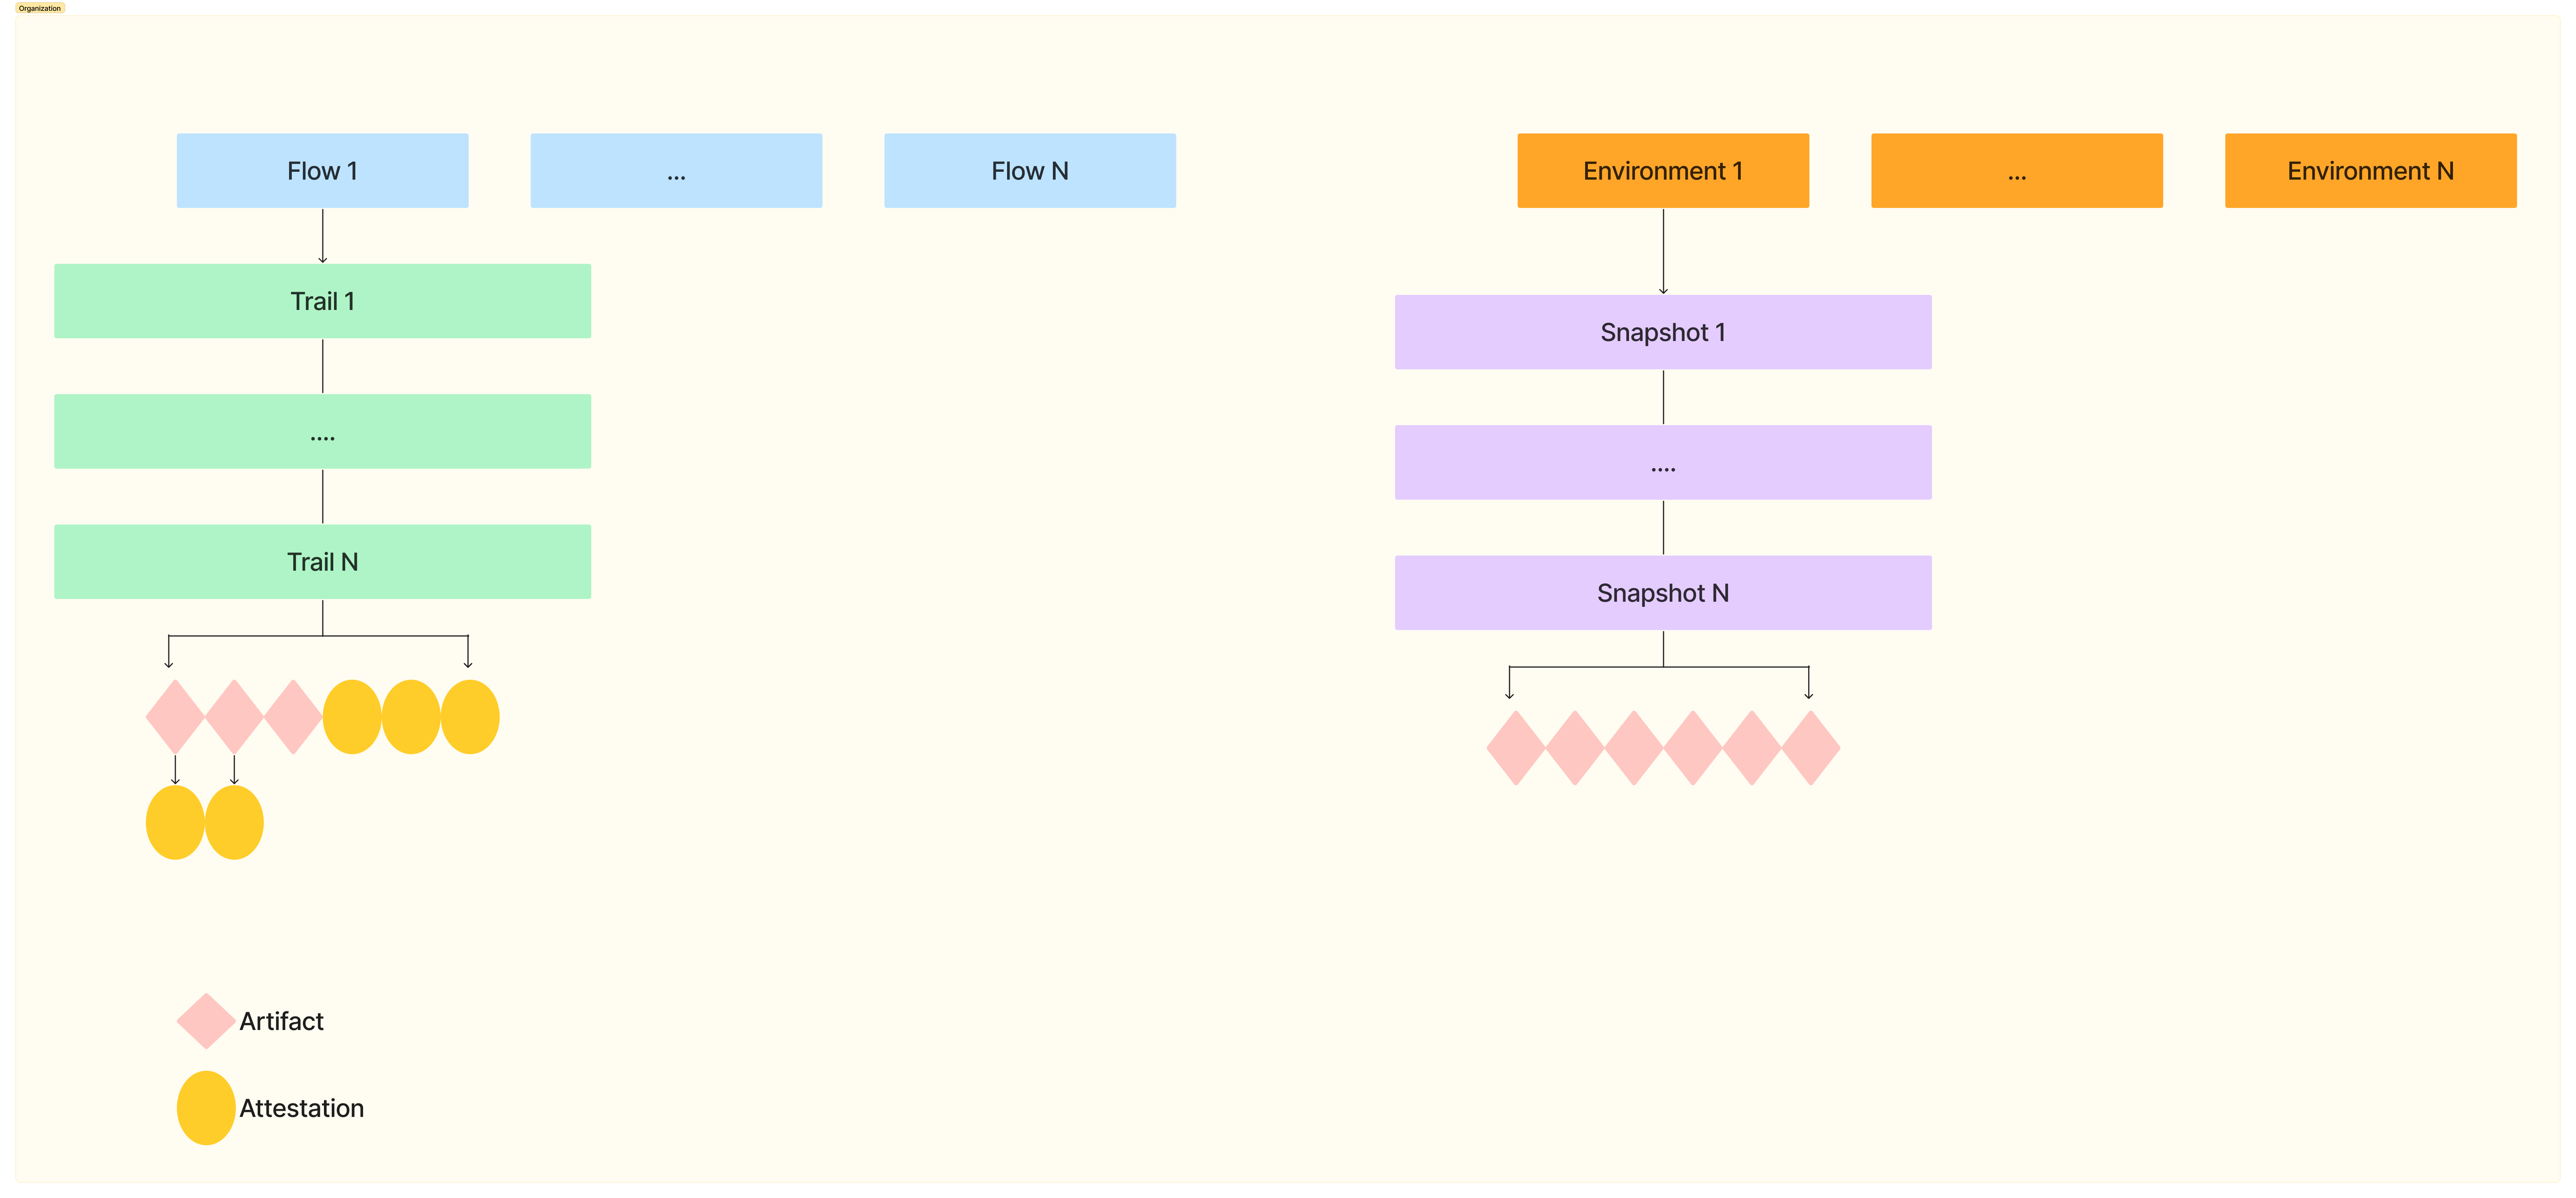 Organization
Flow 1
...
Flow N
Environment 1
...
Environment N
Trail 1
Snapshot 1
....
....
Trail N
Snapshot N
Artifact
Attestation